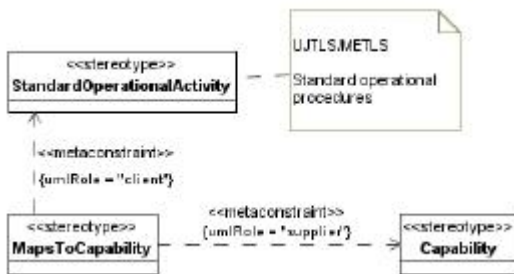 UJTLS/METLS
Standard operational
procedures
<<stereotype>>
StandardOperationalActivity
<<metaconstraint>>
{umlRole = "client"}
<<stereotype>>
MapsToCapability
<<metaconstraint>>
{umlRole = "supplier"}
<<stereotype>>
Capability